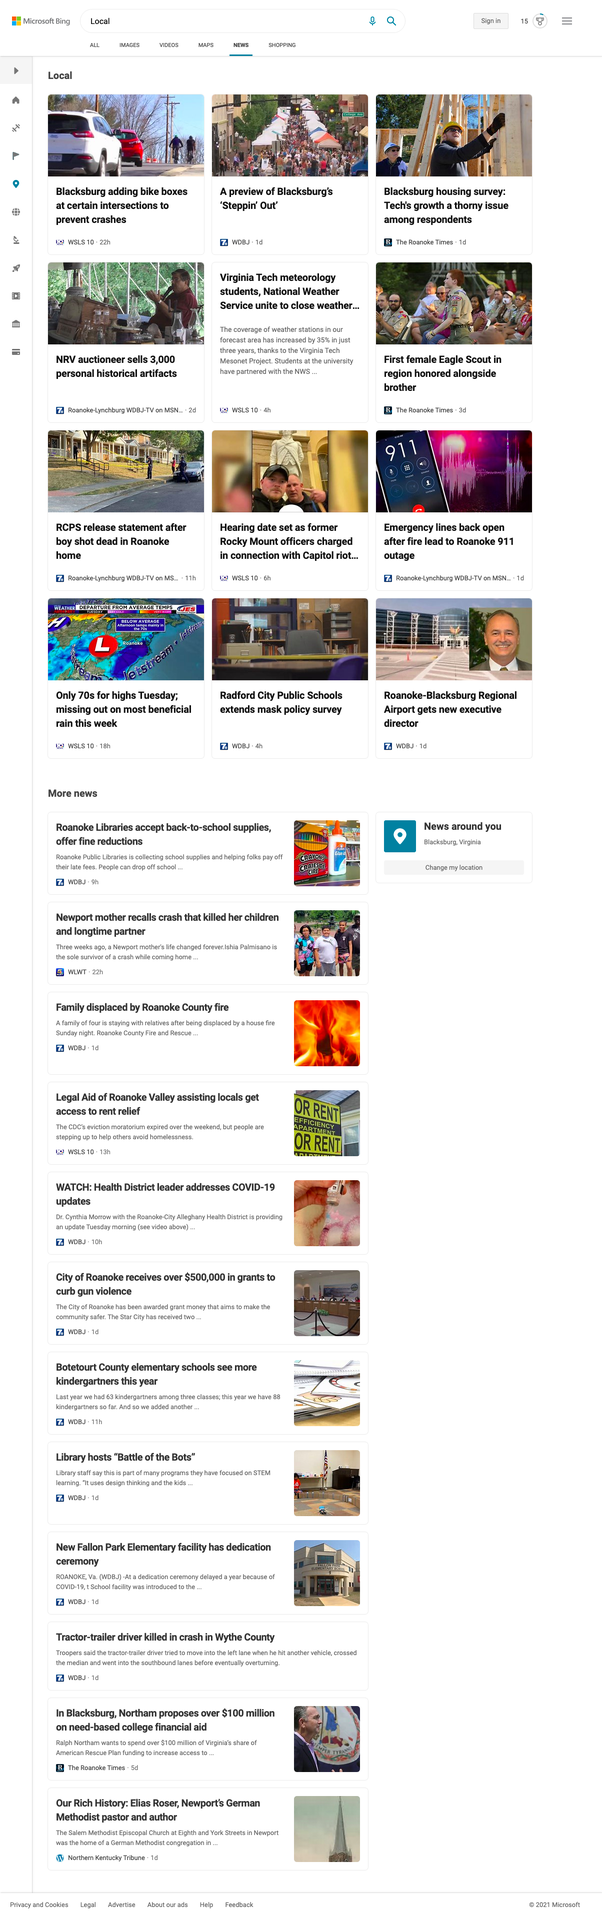 Microsoft Bing
Local
Sign in
15
ALL
IMAGES
VIDEOS
MAPS
NEWS
SHOPPING
Local
Blacksburg adding bike boxes
at certain intersections to
prevent crashes
WSLS 10 · 22h
A preview of Blacksburg's
'Steppin' Out'
WDBJ · 1d
Blacksburg housing survey:
Tech's growth a thorny issue
among respondents
The Roanoke Times · 1d
NRV auctioneer sells 3,000
personal historical artifacts
Roanoke-Lynchburg WDBJ-TV on MSN... · 2d
Virginia Tech meteorology
students, National Weather
Service unite to close weather...
The coverage of weather stations in our
forecast area has increased by 35% in just
three years, thanks to the Virginia Tech
Mesonet Project. Students at the university
have partnered with the NWS ...
WSLS 10 · 4h
First female Eagle Scout in
region honored alongside
brother
The Roanoke Times · 3d
RCPS release statement after
boy shot dead in Roanoke
home
Roanoke-Lynchburg WDBJ-TV on MS... · 11h
Hearing date set as former
Rocky Mount officers charged
in connection with Capitol riot...
WSLS 10 · 6h
911
Emergency lines back open
after fire lead to Roanoke 911
outage
Roanoke-Lynchburg WDBJ-TV on MSN... · 1d
WEATHER
DEPARTURE FROM AVERAGE TEMPS
BELOW AVERAGE
Afternoon temps mainly
in the 70s
H
L
Roanoke
Jetstream
Only 70s for highs Tuesday;
missing out on most beneficial
rain this week
WSLS 10 · 18h
Radford City Public Schools
extends mask policy survey
WDBJ · 4h
Roanoke-Blacksburg Regional
Airport gets new executive
director
WDBJ · 1d
More news
Roanoke Libraries accept back-to-school supplies,
offer fine reductions
Roanoke Public Libraries is collecting school supplies and helping folks pay off
their late fees. People can drop off school ...
WDBJ · 9h
News around you
Blacksburg, Virginia
Change my location
Newport mother recalls crash that killed her children
and longtime partner
Three weeks ago, a Newport mother's life changed forever.Ishia Palmisano is
the sole survivor of a crash while coming home ...
WLWT · 22h
Family displaced by Roanoke County fire
A family of four is staying with relatives after being displaced by a house fire
Sunday night. Roanoke County Fire and Rescue ...
WDBJ · 1d
Legal Aid of Roanoke Valley assisting locals get
access to rent relief
The CDC's eviction moratorium expired over the weekend, but people are
stepping up to help others avoid homelessness.
WSLS 10 · 13h
OR RENT
EFFICIENCY
APARTMENT
OR RENT
WATCH: Health District leader addresses COVID-19
updates
Dr. Cynthia Morrow with the Roanoke-City Alleghany Health District is providing
an update Tuesday morning (see video above) ...
WDBJ · 10h
City of Roanoke receives over $500,000 in grants to
curb gun violence
The City of Roanoke has been awarded grant money that aims to make the
community safer. The Star City has received two ...
WDBJ · 1d
Botetourt County elementary schools see more
kindergartners this year
Last year we had 63 kindergartners among three classes; this year we have 88
kindergartners so far. And so we added another ...
WDBJ · 11h
Library hosts "Battle of the Bots"
Library staff say this is part of many programs they have focused on STEM
learning. "It uses design thinking and the kids ...
WDBJ · 1d
New Fallon Park Elementary facility has dedication
ceremony
ROANOKE, Va. (WDBJ) -At a dedication ceremony delayed a year because of
COVID-19, t School facility was introduced to the ...
WDBJ · 1d
Tractor-trailer driver killed in crash in Wythe County
Troopers said the tractor-trailer driver tried to move into the left lane when he hit another vehicle, crossed
the median and went into the southbound lanes before eventually overturning.
WDBJ · 1d
In Blacksburg, Northam proposes over $100 million
on need-based college financial aid
Ralph Northam wants to spend over $100 million of Virginia's share of
American Rescue Plan funding to increase access to ...
The Roanoke Times · 5d
Our Rich History: Elias Roser, Newport's German
Methodist pastor and author
The Salem Methodist Episcopal Church at Eighth and York Streets in Newport
was the home of a German Methodist congregation in ...
Northern Kentucky Tribune · 1d
Privacy and Cookies
Legal
Advertise
About our ads
Help
Feedback
© 2021 Microsoft